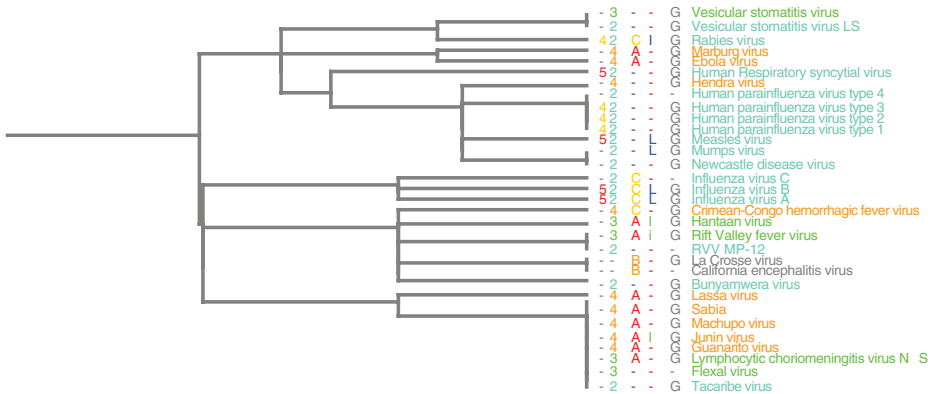 - 3 - - G Vesicular stomatitis virus
- 2 - - G Vesicular stomatitis virus LS
4 2 C I G Rabies virus
- 4 A - G Marburg virus
- 4 A - G Ebola virus
5 2 - - G Human Respiratory syncytial virus
- 4 - - G Hendra virus
- 2 - - - Human parainfluenza virus type 4
4 2 - - G Human parainfluenza virus type 3
4 2 - - G Human parainfluenza virus type 2
4 2 - - G Human parainfluenza virus type 1
5 2 - L G Measles virus
- 2 - L G Mumps virus
- 2 - - G Newcastle disease virus
- 2 C - - Influenza virus C
5 2 C L G Influenza virus B
5 2 C L G Influenza virus A
- 4 C - G Crimean-Congo hemorrhagic fever virus
- 3 A I G Hantaan virus
- 3 A i G Rift Valley fever virus
- 2 - - - RVV MP-12
- - B - G La Crosse virus
- - B - - California encephalitis virus
- 2 - - G Bunyamwera virus
- 4 A - G Lassa virus
- 4 A - G Sabia
- 4 A - G Machupo virus
- 4 A I G Junin virus
- 4 A - G Guanarito virus
- 3 A - G Lymphocytic choriomeningitis virus N S
- 3 - - - Flexal virus
- 2 - - G Tacaribe virus